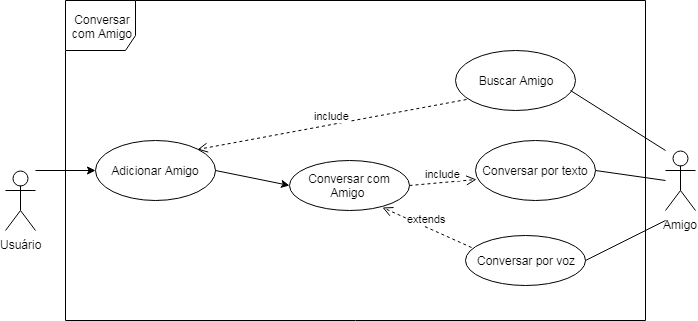 Conversar
com Amigo
Buscar Amigo
include
Adicionar Amigo
Conversar com
Amigo
include
Conversar por texto
extends
Conversar por voz
Usuário
Amigo